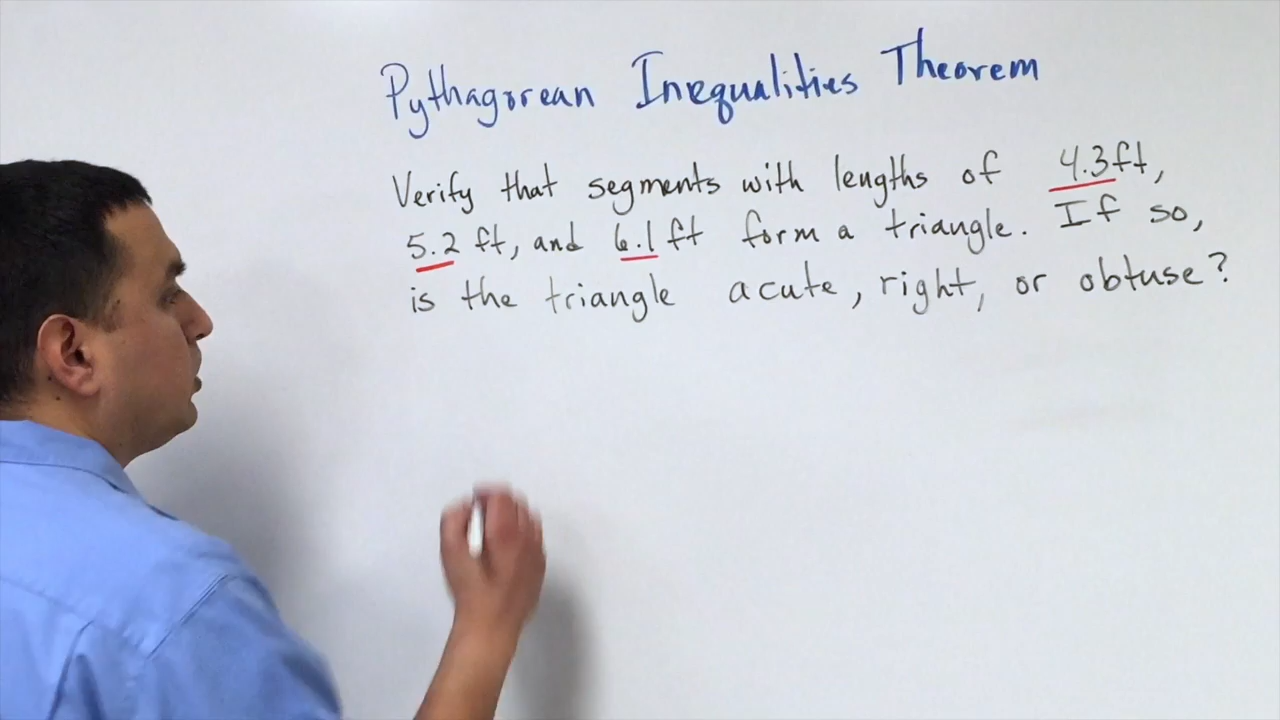 Pythagorean Inequalities Theorem
Verify that segments with lengths of 4.3ft,
5.2 ft, and 6.1 ft form a triangle. If so,
is the triangle acute, right, or obtuse?